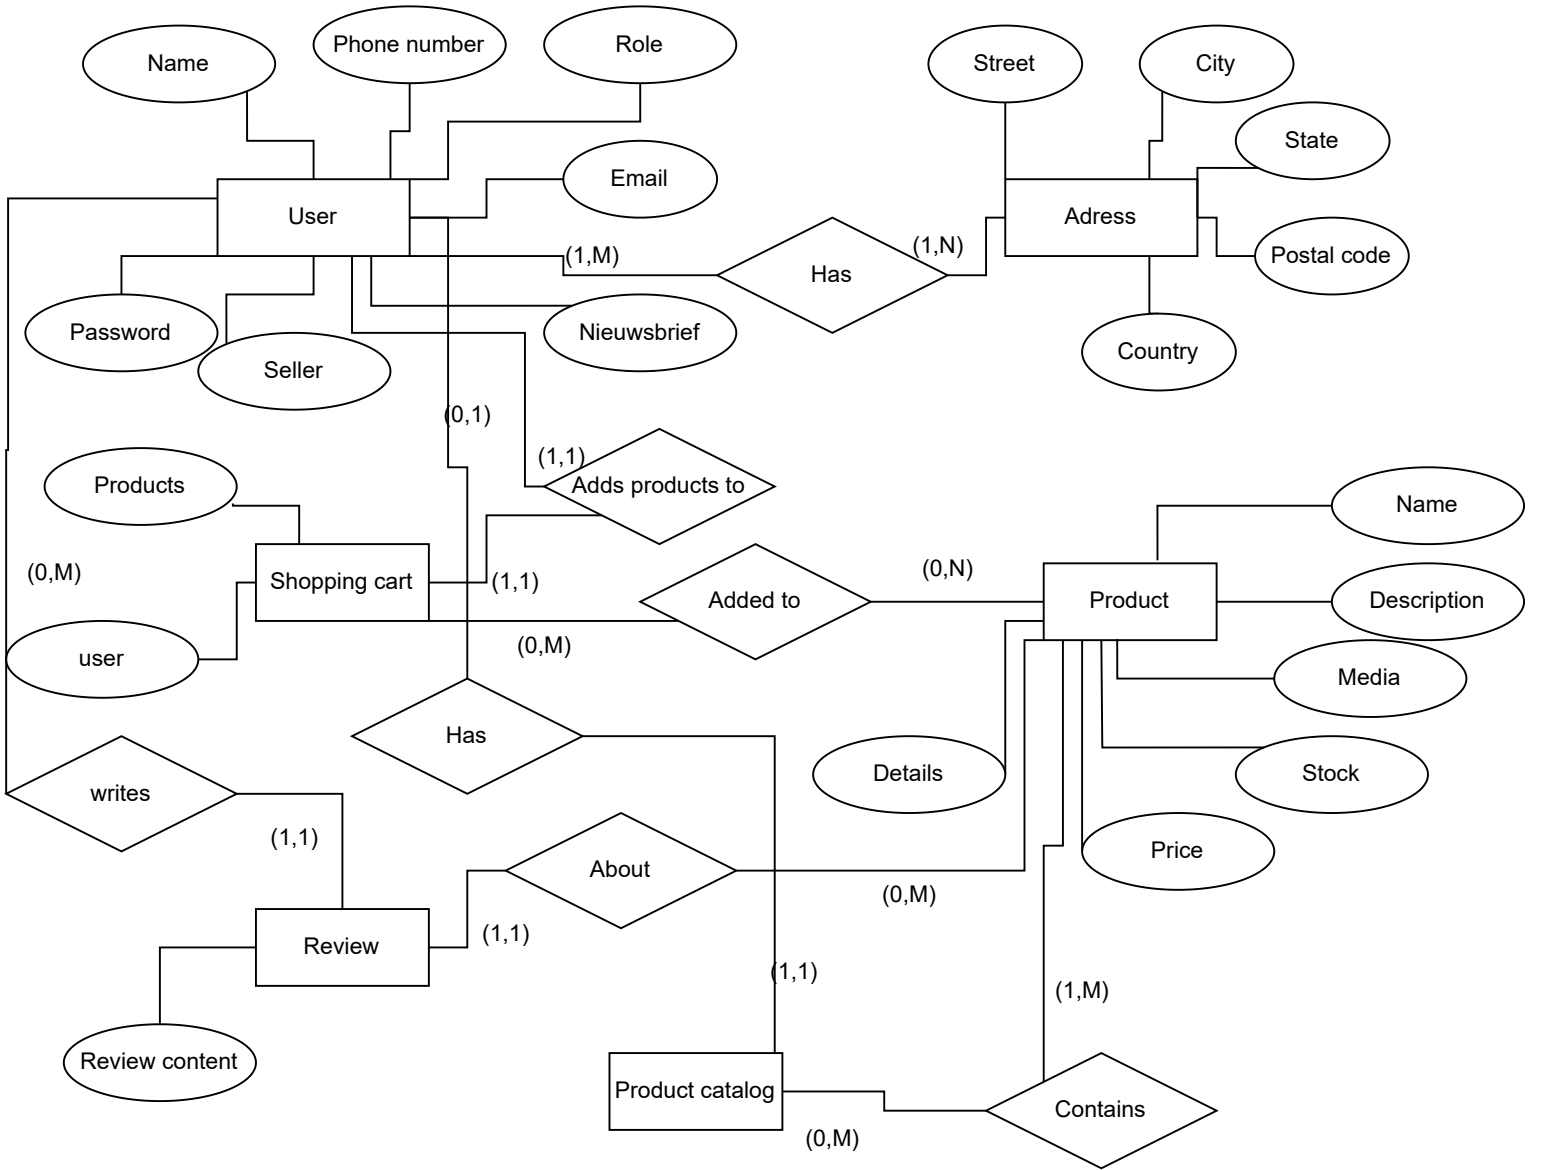 Name
Phone number
Role
Street
City
State
Email
User
Adress
(1,M)
(1,N)
Has
Postal code
Password
Seller
Nieuwsbrief
Country
(0,1)
(1,1)
Products
Adds products to
Name
(0,M)
Shopping cart
(1,1)
(0,N)
Added to
Product
Description
user
(0,M)
Media
Has
Details
Stock
writes
(1,1)
Price
About
(0,M)
Review
(1,1)
(1,1)
(1,M)
Review content
Product catalog
Contains
(0,M)